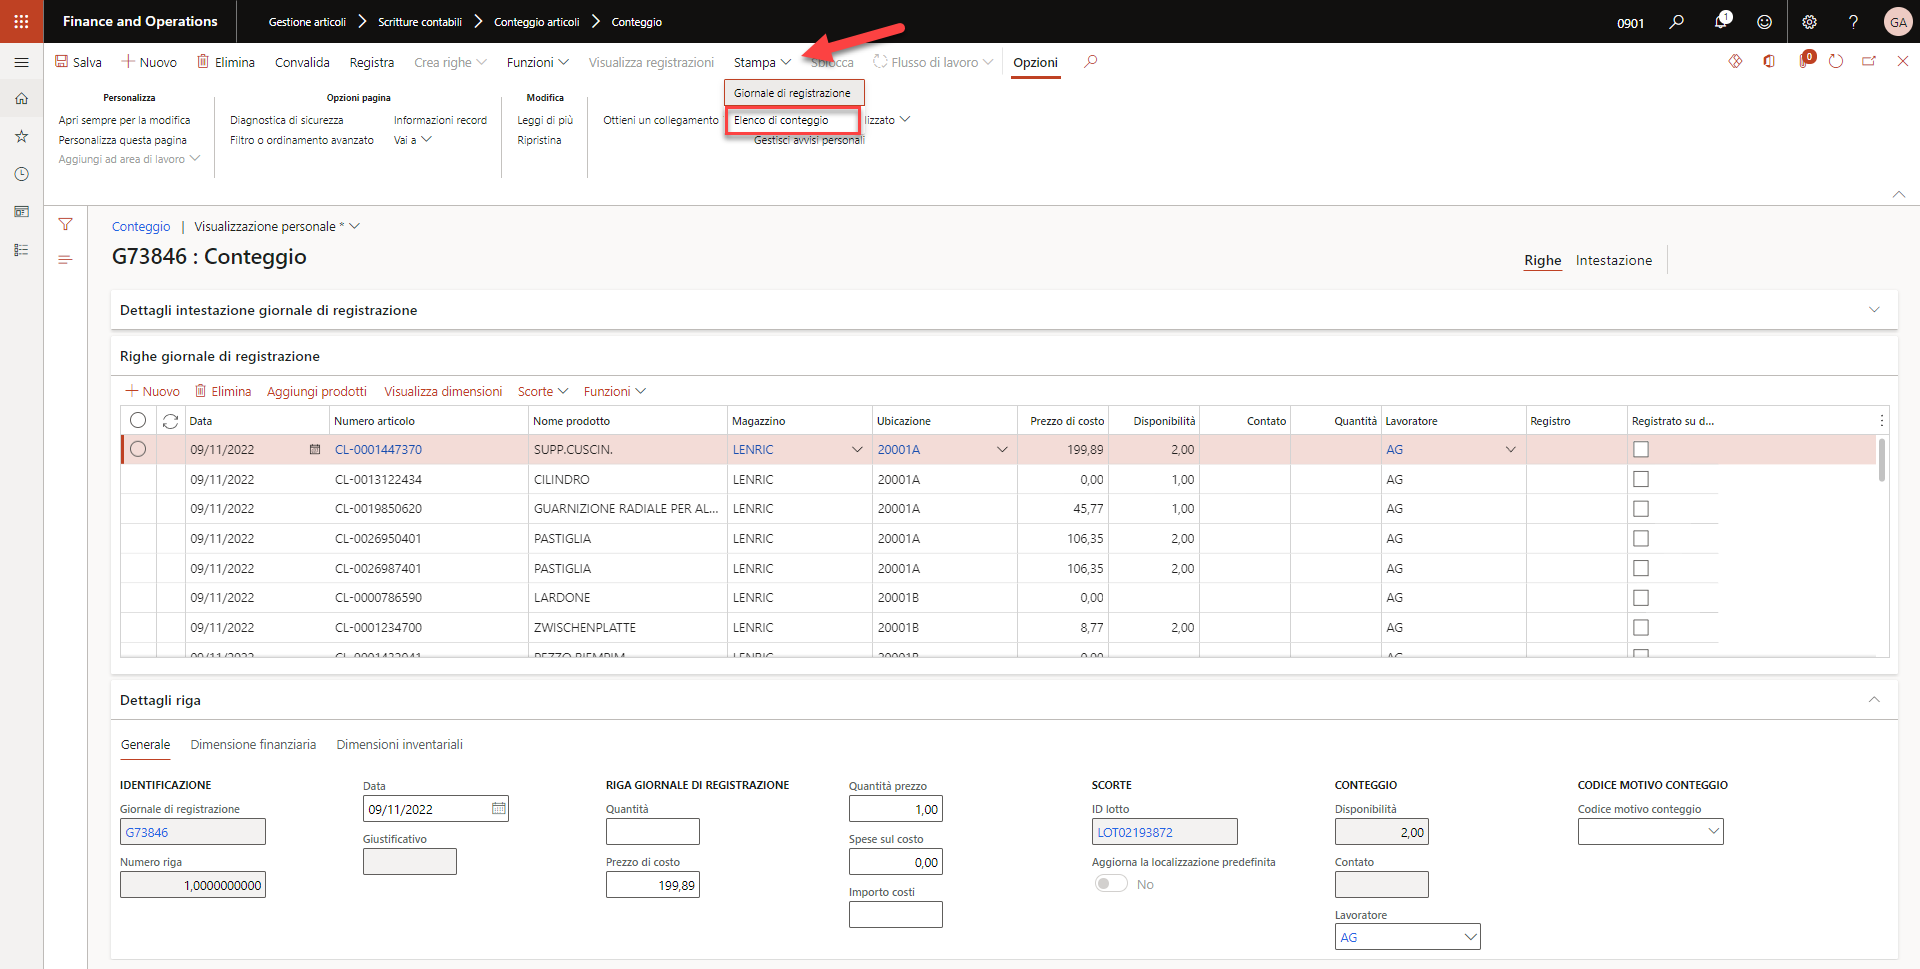 Finance and Operations
Gestione articoli
Scritture contabili
Conteggio articoli
Conteggio
0901
1
?
GA
Salva
Nuovo
Elimina
Convalida
Registra
Crea righe
Funzioni
Visualizza registrazioni
Stampa
Sblocca
Flusso di lavoro
Opzioni
0
Giornale di registrazione
Elenco di conteggio
Personalizza
Apri sempre per la modifica
Personalizza questa pagina
Aggiungi ad area di lavoro
Opzioni pagina
Diagnostica di sicurezza
Informazioni record
Filtro o ordinamento avanzato
Vai a
Modifica
Leggi di più
Ripristina
Ottieni un collegamento
lizzato
Gestisci avvisi personali
Conteggio | Visualizzazione personale *
G73846 : Conteggio
Righe
Intestazione
Dettagli intestazione giornale di registrazione
Righe giornale di registrazione
Nuovo
Elimina
Aggiungi prodotti
Visualizza dimensioni
Scorte
Funzioni
Data Numero articolo Nome prodotto Magazzino Ubicazione Prezzo di costo Disponibilità Contato Quantità Lavoratore Registro Registrato su d...
09/11/2022 CL-0001447370 SUPP.CUSCIN. LENRIC 20001A 199,89 2,00 AG
09/11/2022 CL-0013122434 CILINDRO LENRIC 20001A 0,00 1,00 AG
09/11/2022 CL-0019850620 GUARNIZIONE RADIALE PER AL... LENRIC 20001A 45,77 1,00 AG
09/11/2022 CL-0026950401 PASTIGLIA LENRIC 20001A 106,35 2,00 AG
09/11/2022 CL-0026987401 PASTIGLIA LENRIC 20001A 106,35 2,00 AG
09/11/2022 CL-0000786590 LARDONE LENRIC 20001B 0,00 AG
09/11/2022 CL-0001234700 ZWISCHENPLATTE LENRIC 20001B 8,77 2,00 AG
09/11/2022 LENRIC 20001B 0,00 AG
Dettagli riga
Generale
Dimensione finanziaria
Dimensioni inventariali
IDENTIFICAZIONE
Giornale di registrazione
G73846
Numero riga
1,0000000000
Data
09/11/2022
Giustificativo
RIGA GIORNALE DI REGISTRAZIONE
Quantità
Prezzo di costo
199,89
Quantità prezzo
1,00
Spese sul costo
0,00
Importo costi
SCORTE
ID lotto
LOT02193872
Aggiorna la localizzazione predefinita
No
CONTEGGIO
Disponibilità
2,00
Contato
Lavoratore
AG
CODICE MOTIVO CONTEGGIO
Codice motivo conteggio